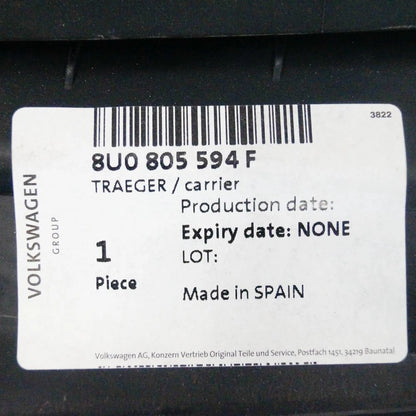 3822
8U0 805 594 F
TRAEGER / carrier
Production date:
Expiry date: NONE
1
LOT:
Piece
Made in SPAIN
VOLKSWAGEN
GROUP
Volkswagen AG, Konzern Vertrieb Original Teile und Service, Postfach 1451, 34219 Baunatal